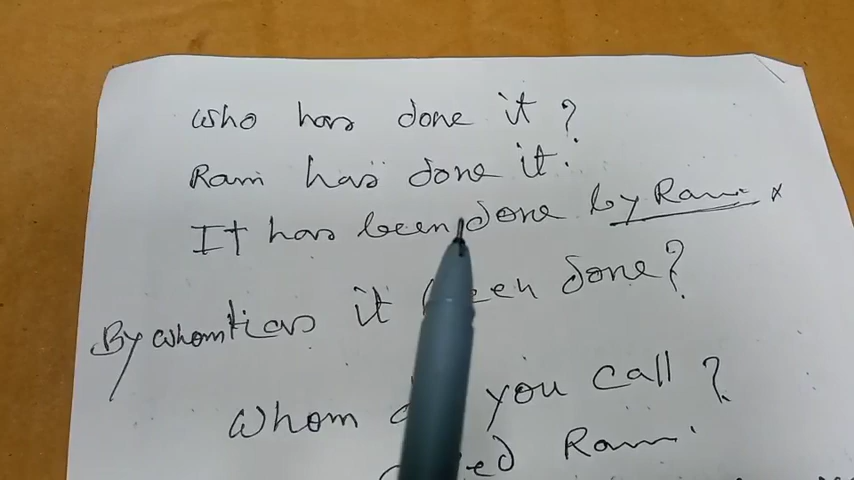 Who has done it?
Ram has done it.
It has been done by Ram x
By whom has it been done?
Whom you call?
Ram.